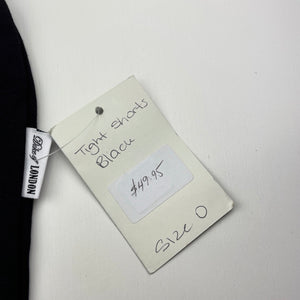 Tight Shorts
Black
$49.95
Size 0
LONDON